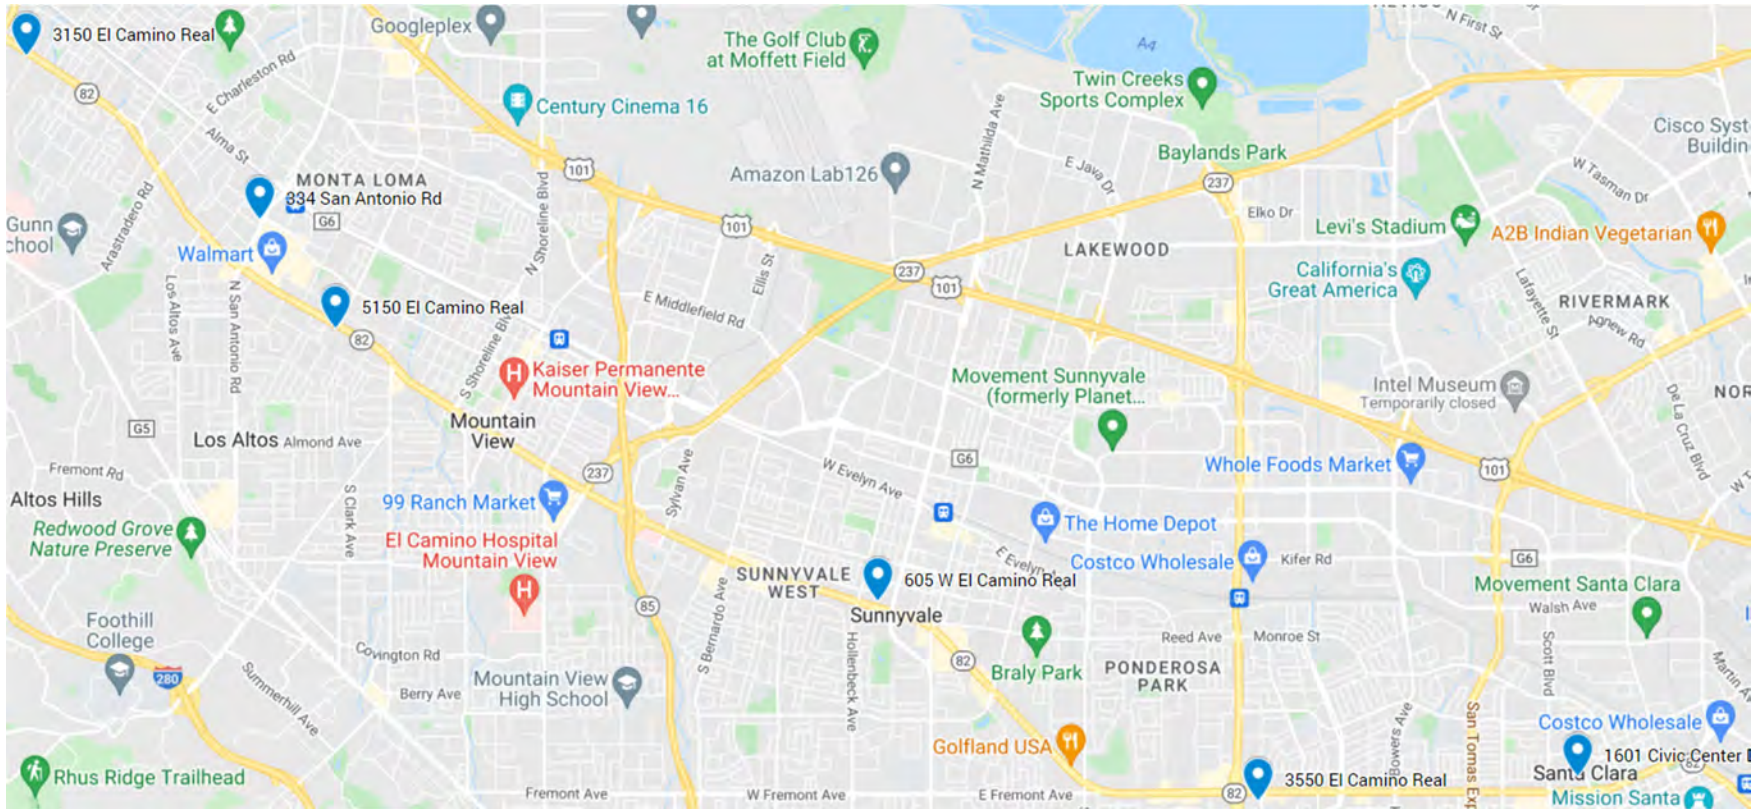 3150 El Camino Real
Googleplex
N First St
The Golf Club
at Moffett Field
82
E Charleston Rd
Century Cinema 16
Twin Creeks
Sports Complex
N Mathilda Ave
Alma St
Cisco Syst
Buildin
Baylands Park
E Java Dr
W Tasman Dr
101
Amazon Lab126
237
MONTA LOMA
334 San Antonio Rd
N Shoreline Blvd
Arastradero Rd
Gunn
chool
G6
101
Elko Dr
Levi's Stadium
A2B Indian Vegetarian
Walmart
LAKEWOOD
Ellis St
237
101
California's
Great America
Los Altos Ave
N San Antonio Rd
E Middlefield Rd
Lafayette St
RIVERMARK
Agnew Rd
5150 El Camino Real
82
S Shoreline Blvd
Kaiser Permanente
Mountain View...
Movement Sunnyvale
(formerly Planet...
Intel Museum
Temporarily closed
De La Cruz Blvd
NOR
G5
Los Altos
Almond Ave
Mountain
View
237
Sylvan Ave
W Evelyn Ave
G6
Whole Foods Market
101
Fremont Rd
Altos Hills
S Clark Ave
99 Ranch Market
The Home Depot
Redwood Grove
Nature Preserve
El Camino Hospital
Mountain View
E Evelyn Ave
Costco Wholesale
Kifer Rd
G6
SUNNYVALE
WEST
605 W El Camino Real
Sunnyvale
85
S Bernardo Ave
Movement Santa Clara
Walsh Ave
Foothill
College
Reed Ave
Monroe St
Hollenbeck Ave
Covington Rd
82
Braly Park
PONDEROSA
PARK
Scott Blvd
Martin Av
280
Summerhill Ave
Berry Ave
Mountain View
High School
Bowers Ave
San Tomas Exp
Costco Wholesale
Golfland USA
1601 Civic Center D
Santa Clara
82
Rhus Ridge Trailhead
3550 El Camino Real
82
Fremont Ave
W Fremont Ave
E Fremont Ave
Mission Santa